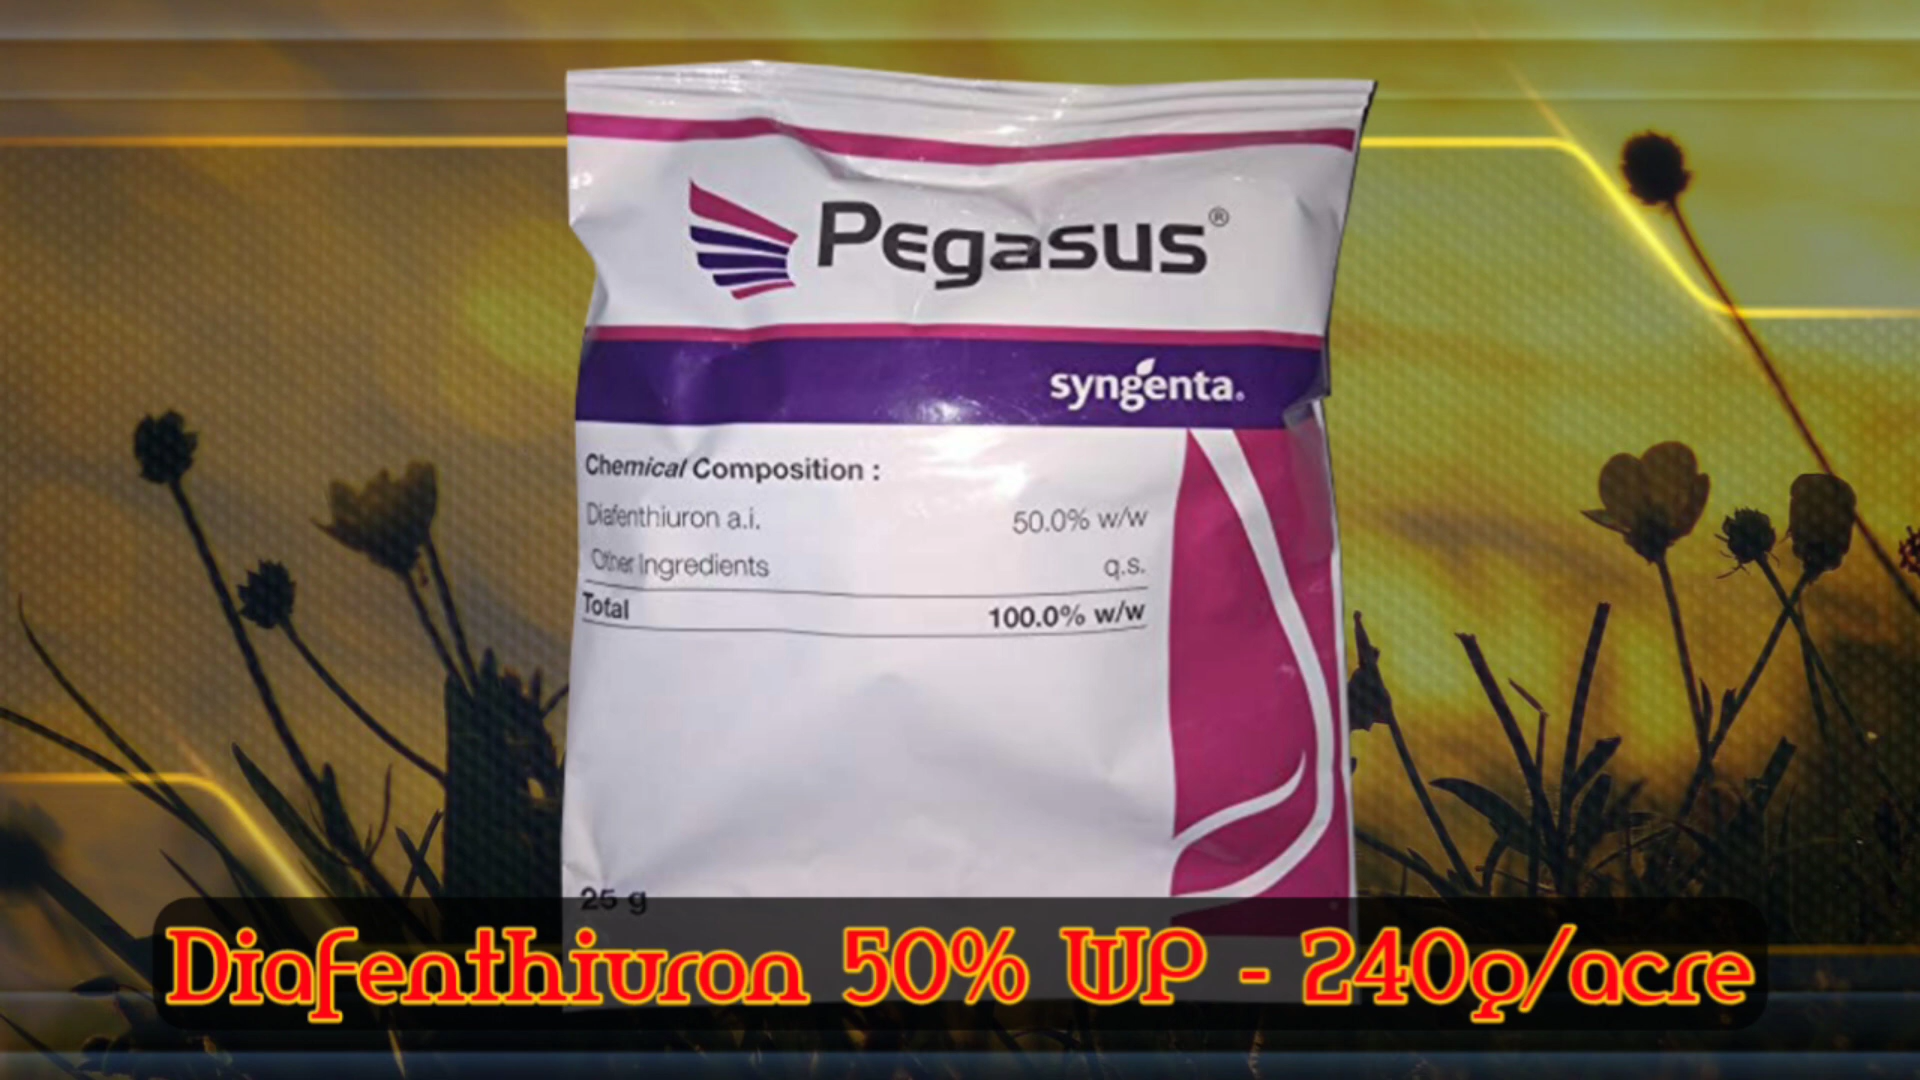 Pegasus®
syngenta.
Chemical Composition :
Diafenthiuron a.i. 50.0% w/w
Other Ingredients q.s.
Total 100.0% w/w
25 g
Diafenthiuron 50% WP - 240g/acre